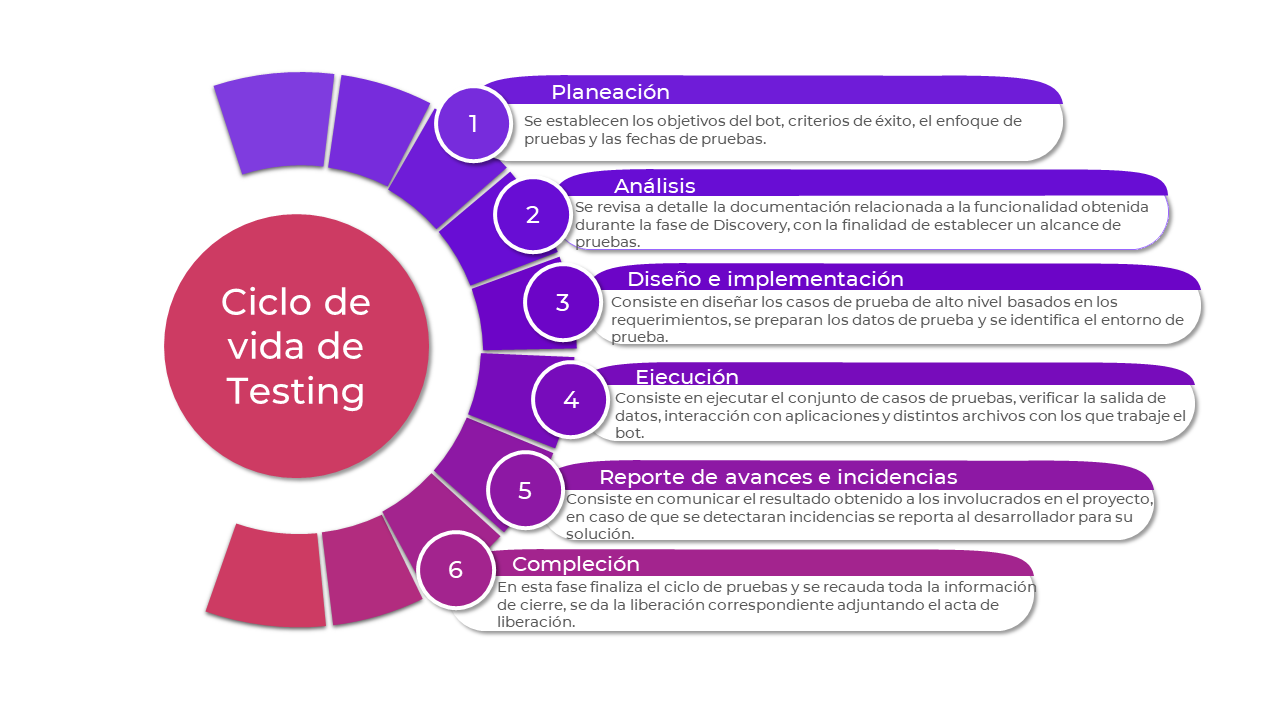 Ciclo de
vida de
Testing
1
Planeación
Se establecen los objetivos del bot, criterios de éxito, el enfoque de
pruebas y las fechas de pruebas.
2
Análisis
Se revisa a detalle la documentación relacionada a la funcionalidad obtenida
durante la fase de Discovery, con la finalidad de establecer un alcance de
pruebas.
3
Diseño e implementación
Consiste en diseñar los casos de prueba de alto nivel basados en los
requerimientos, se preparan los datos de prueba y se identifica el entorno de
prueba.
4
Ejecución
Consiste en ejecutar el conjunto de casos de pruebas, verificar la salida de
datos, interacción con aplicaciones y distintos archivos con los que trabaje el
bot.
5
Reporte de avances e incidencias
Consiste en comunicar el resultado obtenido a los involucrados en el proyecto,
en caso de que se detectaran incidencias se reporta al desarrollador para su
solución.
6
Compleción
En esta fase finaliza el ciclo de pruebas y se recauda toda la información
de cierre, se da la liberación correspondiente adjuntando el acta de
liberación.